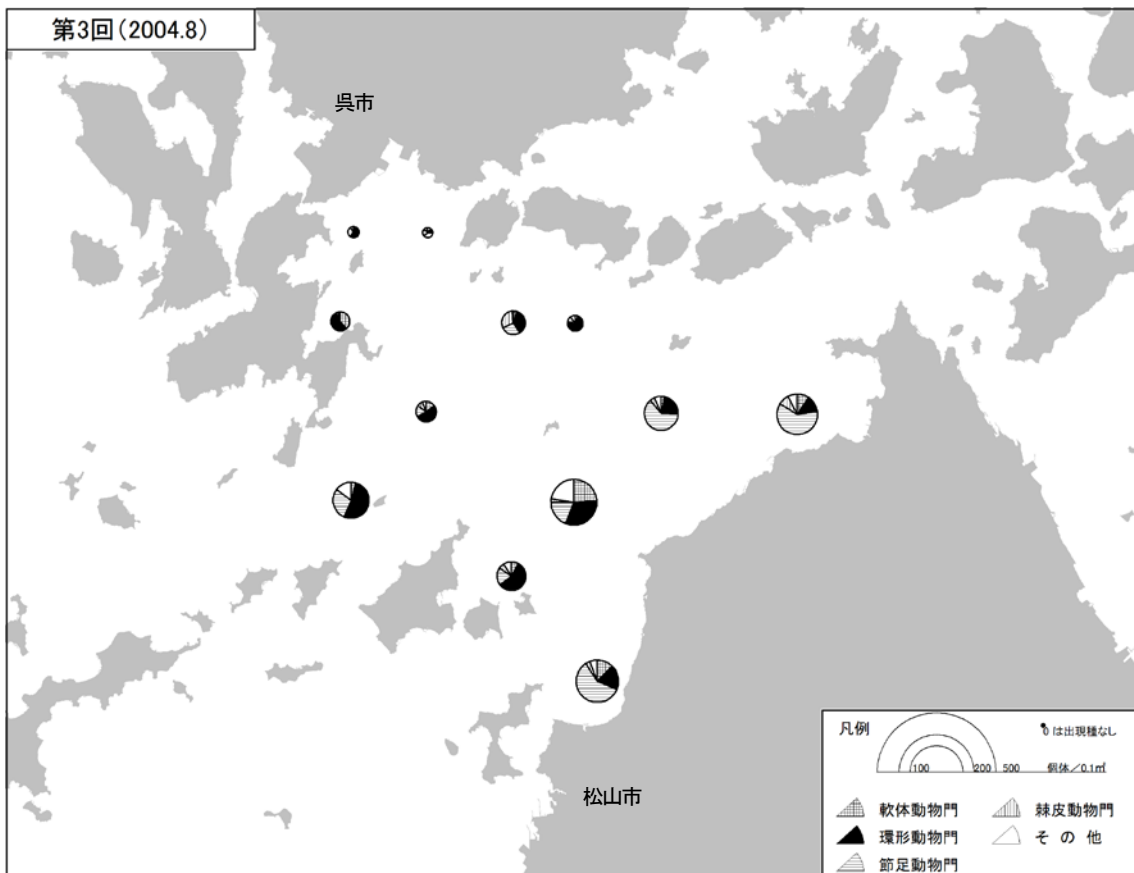 第3回(2004.8)
呉市
松山市
凡例
0 は出現種なし
100 200 500 個体/0.1㎡
軟体動物門 棘皮動物門
環形動物門 その他
節足動物門